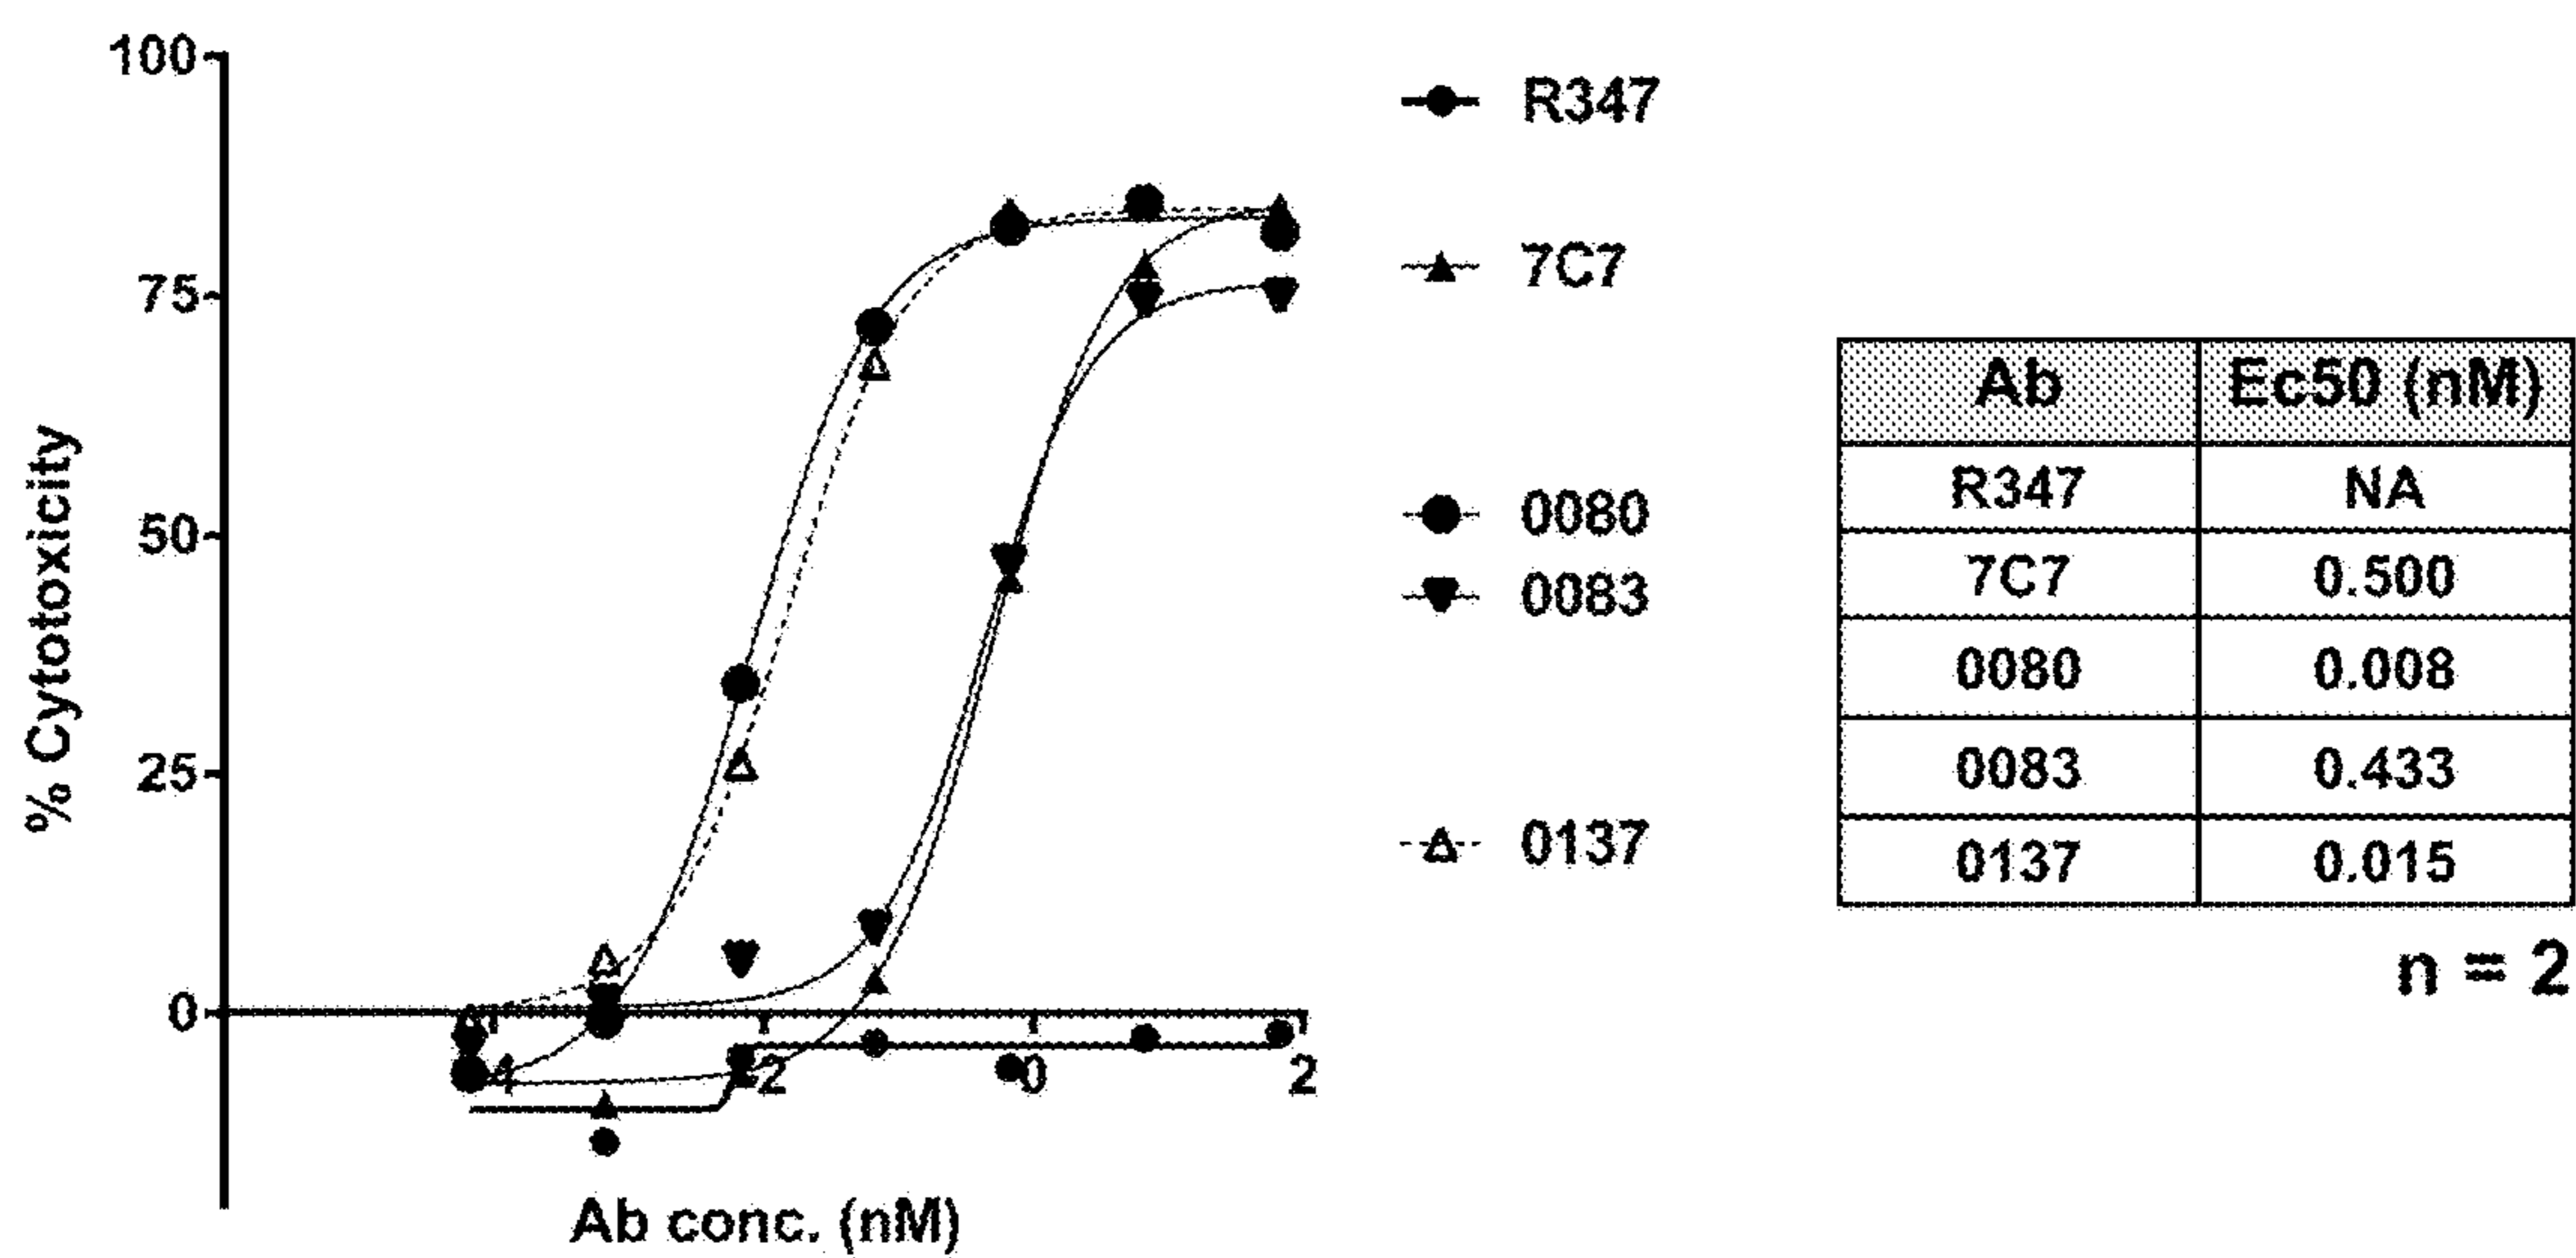 100
75
50
25
0
% Cytotoxicity
-4
-2
0
2
Ab conc. (nM)
R347
7C7
0080
0083
0137
Ab Ec50 (nM)
R347 NA
7C7 0.500
0080 0.008
0083 0.433
0137 0.015
n = 2